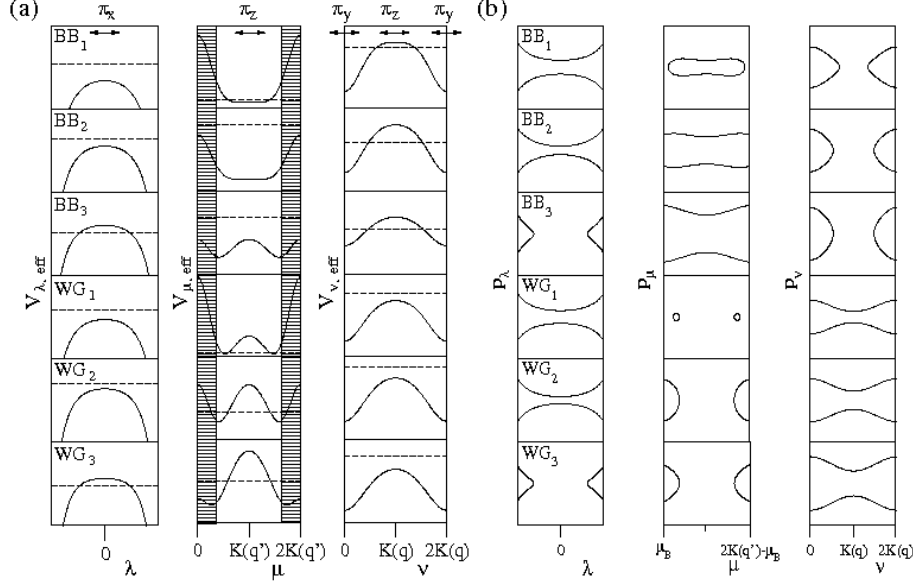 (a) π_x π_z π_y π_z π_y (b)
BB_1 BB_1
BB_2 BB_2
BB_3 BB_3
V_λ, eff V_μ, eff V_ν, eff P_λ P_μ P_ν
WG_1 WG_1
WG_2 WG_2
WG_3 WG_3
0 0 K(q') 2K(q') 0 K(q) 2K(q) 0 μ_B 2K(q')-μ_B 0 K(q) 2K(q)
λ μ ν λ μ ν